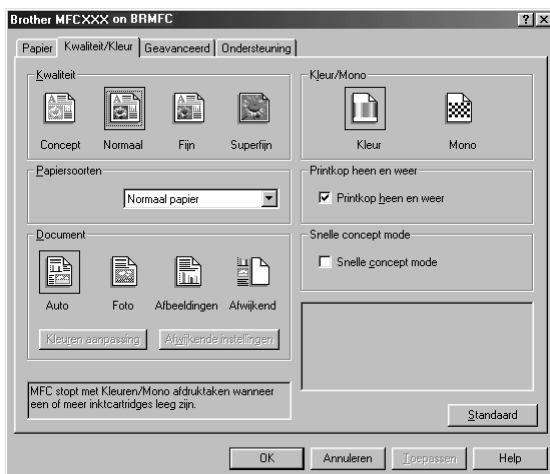 Brother MFCXXX on BRMFC
Papier Kwaliteit/Kleur Geavanceerd Ondersteuning
Kwaliteit
Concept Normaal Fijn Superfijn
Kleur/Mono
Kleur Mono
Papiersoorten
Normaal papier
Printkop heen en weer
Printkop heen en weer
Document
Auto Foto Afbeeldingen Afwijkend
Kleuren aanpassing Afwijkende instellingen
Snelle concept mode
Snelle concept mode
MFC stopt met Kleuren/Mono afdruktaken wanneer
een of meer inktcartridges leeg zijn.
Standaard
OK Annuleren Toepassen Help